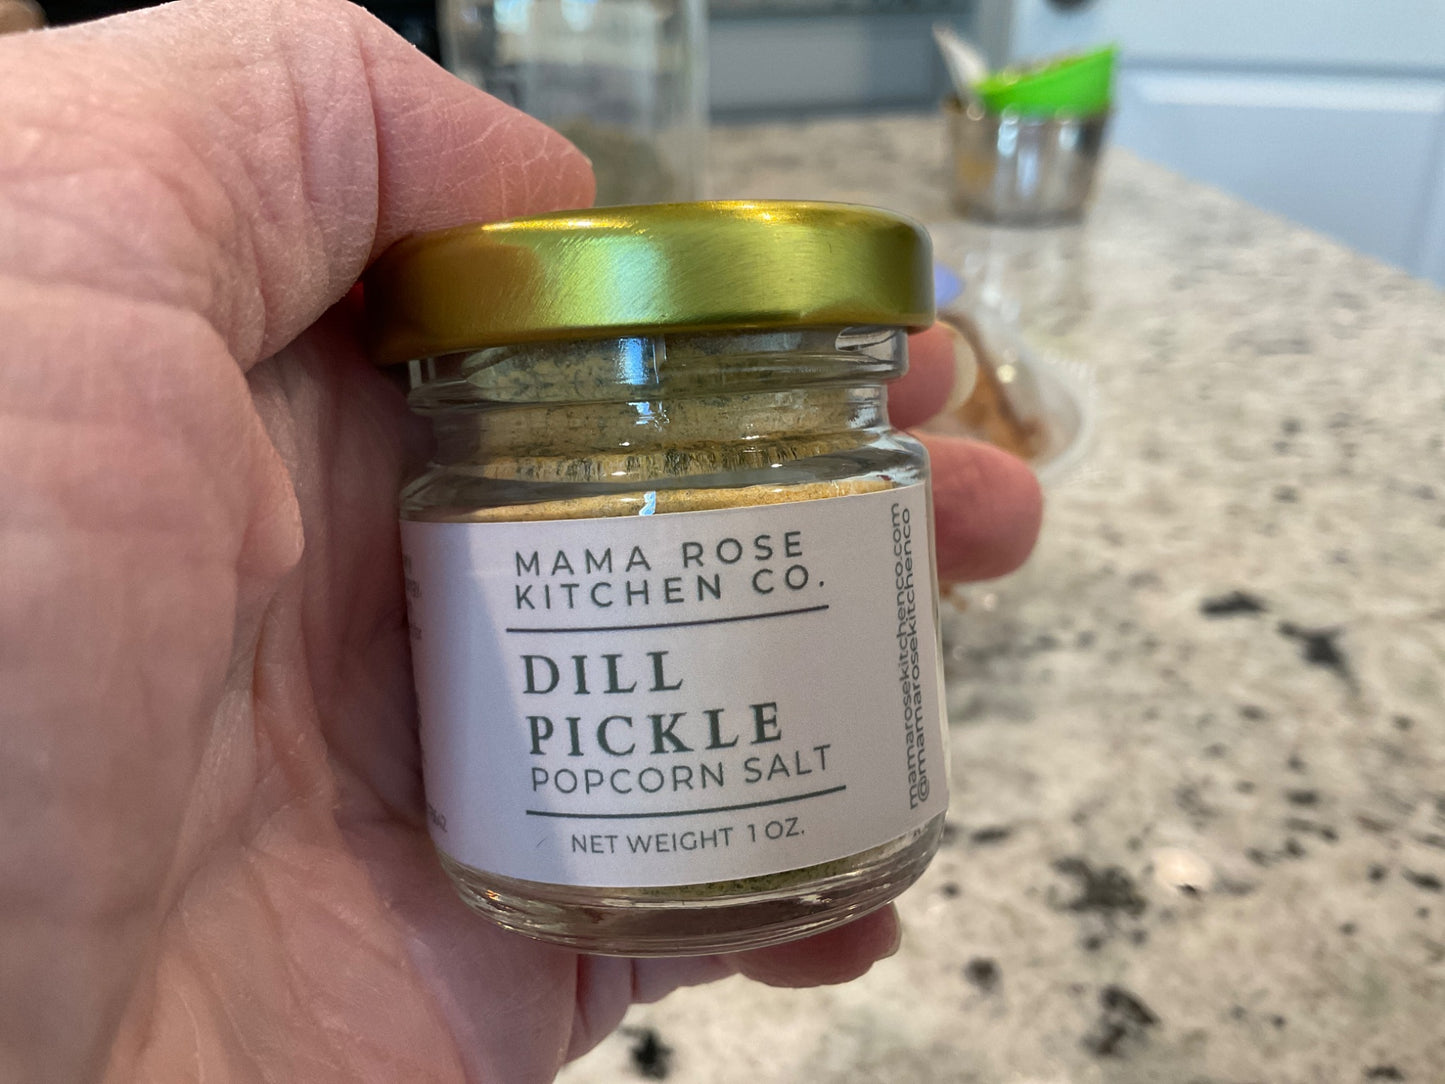 MAMA ROSE
KITCHEN CO.
DILL
PICKLE
POPCORN SALT
NET WEIGHT 1 OZ.
mamarosekitchenco.com
@mamarosekitchenco